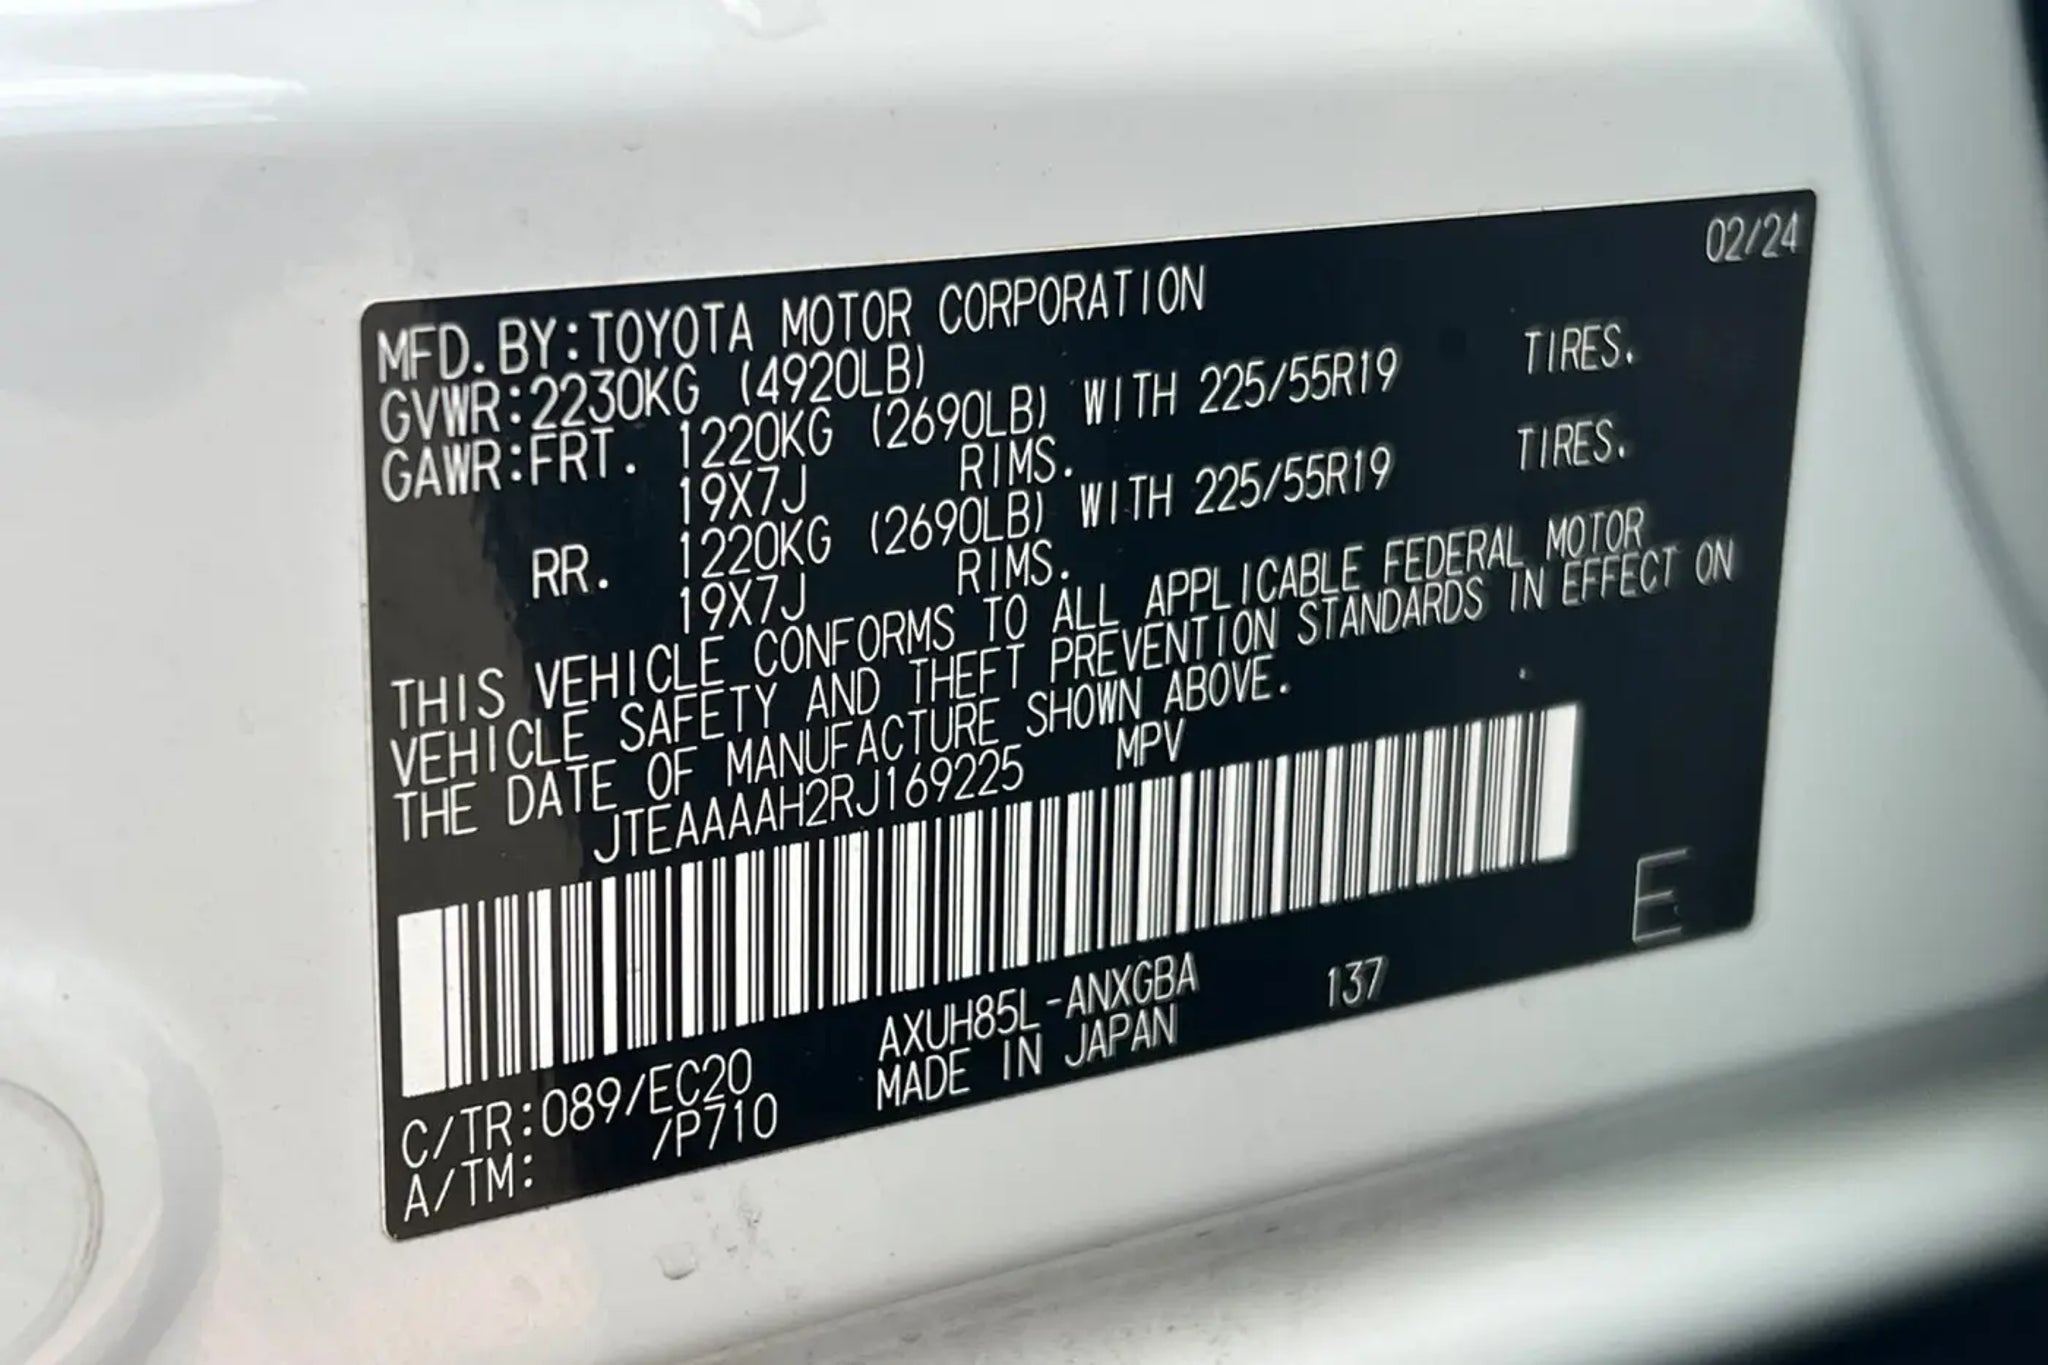 02/24
MFD. BY: TOYOTA MOTOR CORPORATION
GVWR: 2230KG (4920LB)
GAWR: FRT. 1220KG (2690LB) WITH 225/55R19 TIRES.
19X7J RIMS.
RR. 1220KG (2690LB) WITH 225/55R19 TIRES.
19X7J RIMS.
THIS VEHICLE CONFORMS TO ALL APPLICABLE FEDERAL MOTOR
VEHICLE SAFETY AND THEFT PREVENTION STANDARDS IN EFFECT ON
THE DATE OF MANUFACTURE SHOWN ABOVE.
JTEAAAAH2RJ169225 MPV
E
C/TR: 089/EC20 AXUH85L-ANXGBA 137
A/TM: /P710 MADE IN JAPAN